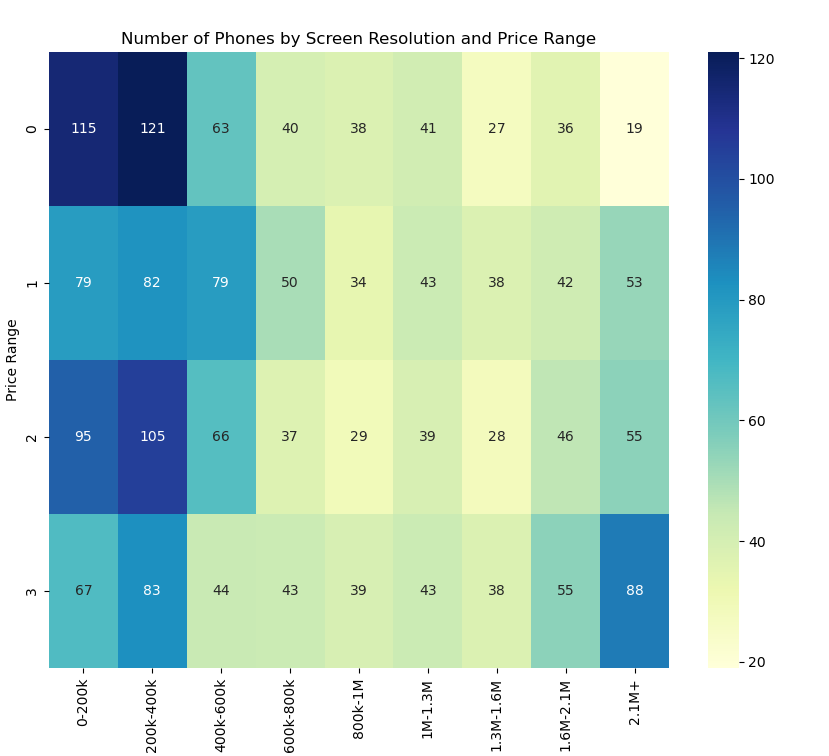 Number of Phones by Screen Resolution and Price Range
0 115 121 63 40 38 41 27 36 19
1 79 82 79 50 34 43 38 42 53
2 95 105 66 37 29 39 28 46 55
3 67 83 44 43 39 43 38 55 88
Price Range
0-200k
200k-400k
400k-600k
600k-800k
800k-1M
1M-1.3M
1.3M-1.6M
1.6M-2.1M
2.1M+
120
100
80
60
40
20